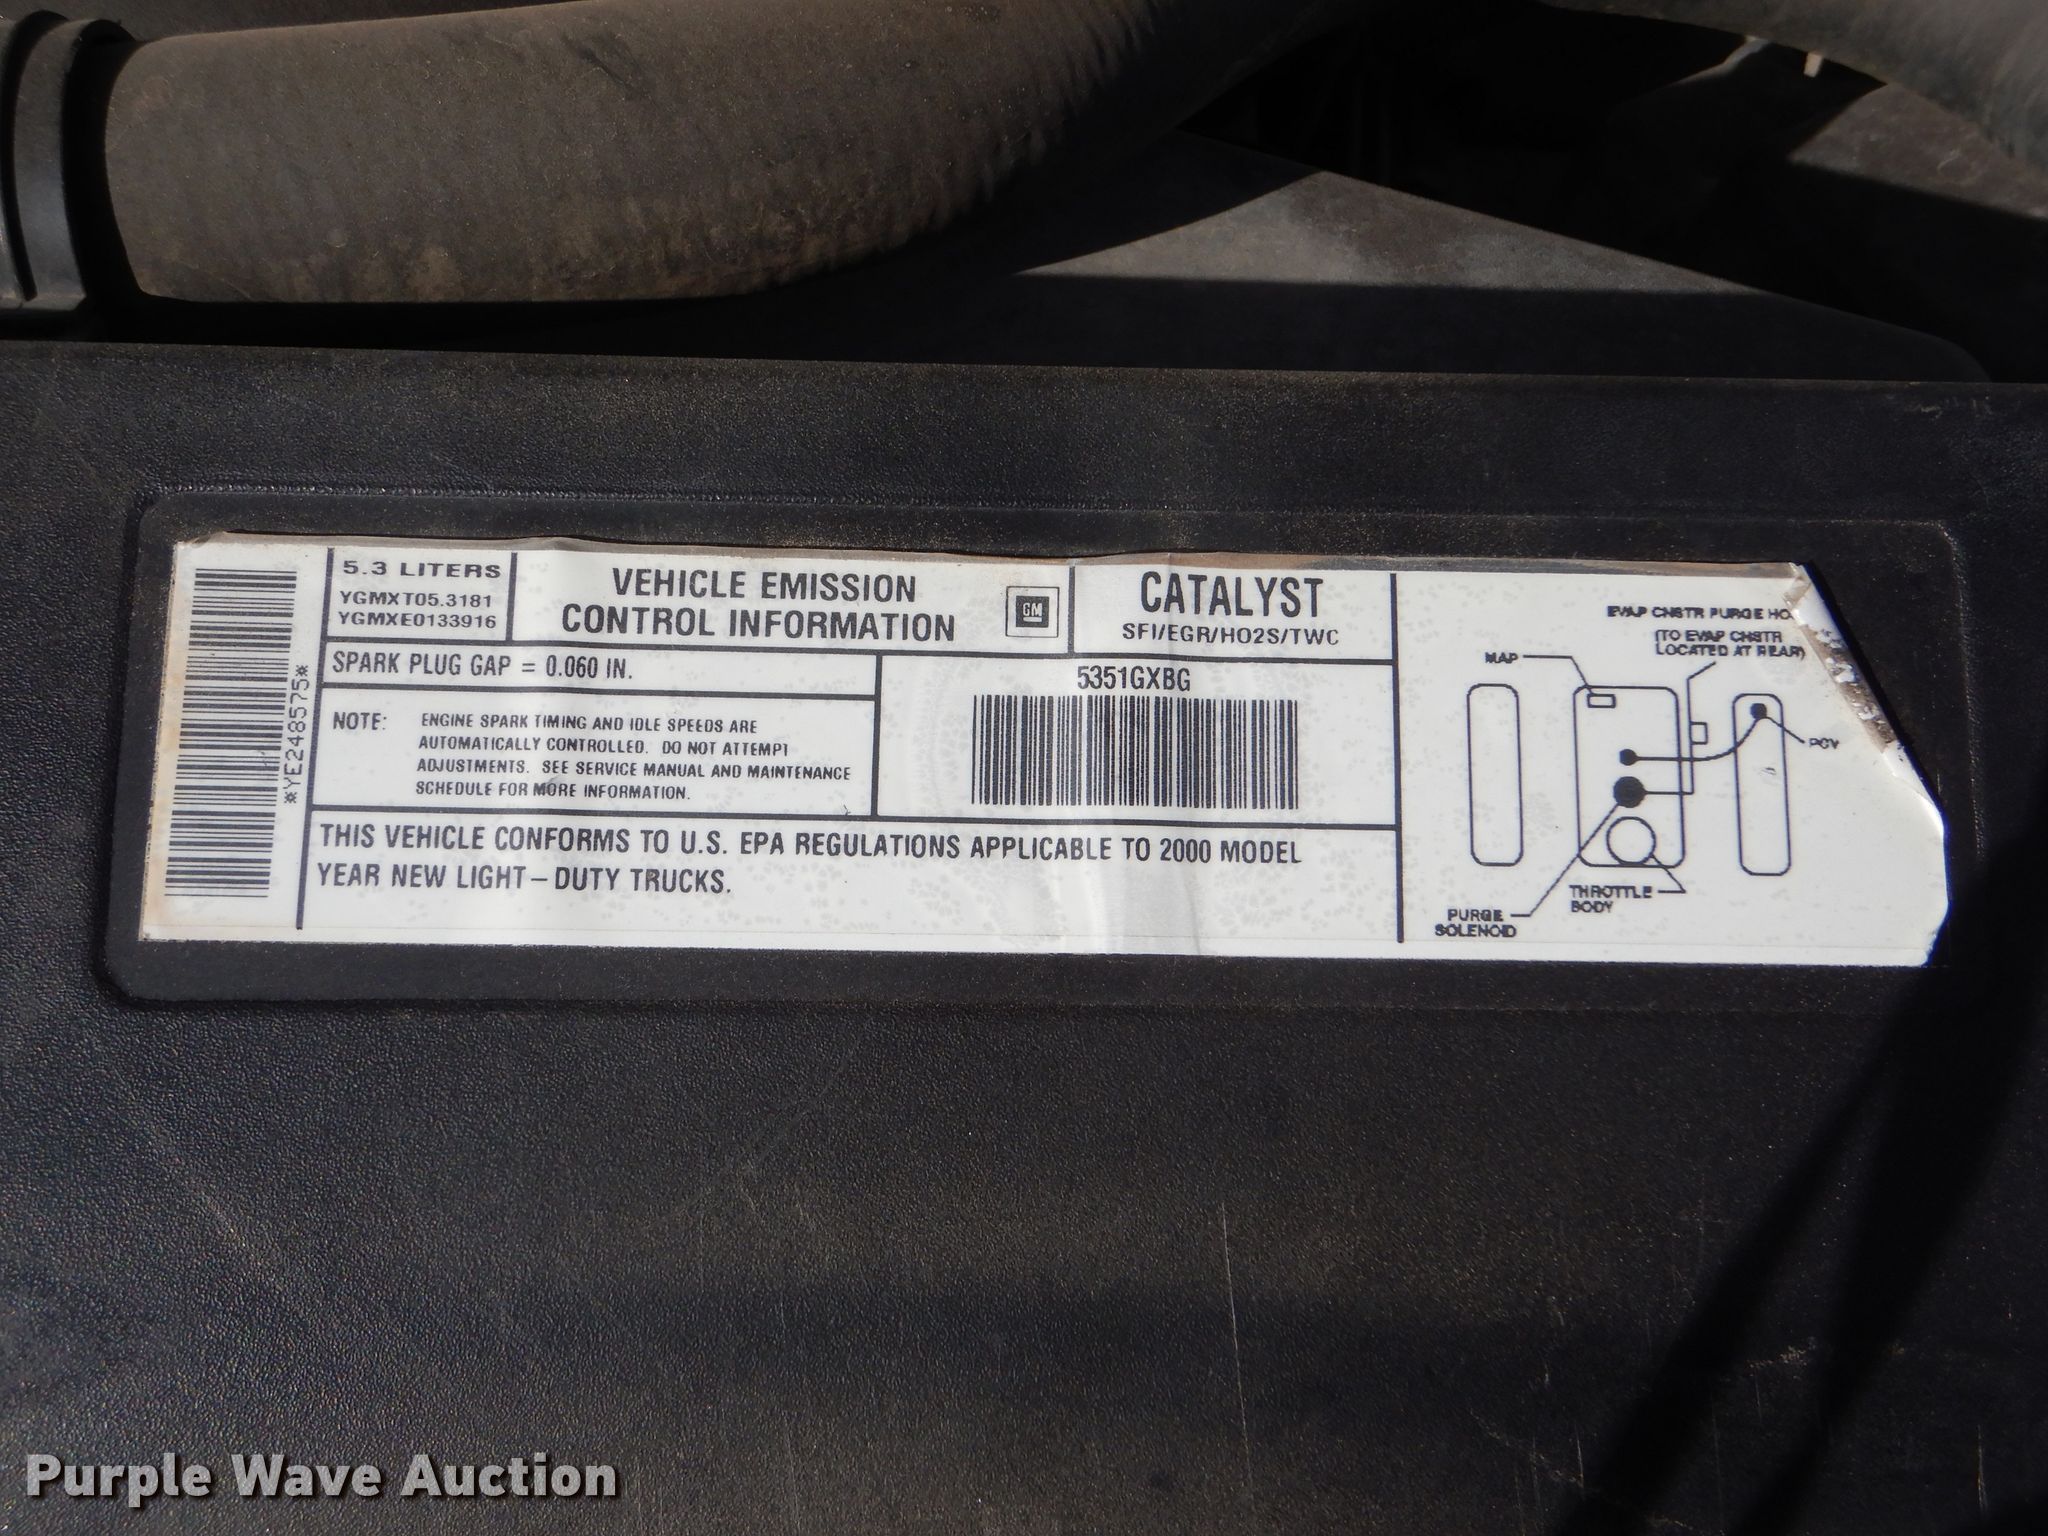 5.3 LITERS
YGMXT05.3181
YGMXE0133916
VEHICLE EMISSION
CONTROL INFORMATION
GM
CATALYST
SFI/EGR/HO2S/TWC
SPARK PLUG GAP = 0.060 IN.
5351GXBG
NOTE: ENGINE SPARK TIMING AND IDLE SPEEDS ARE
AUTOMATICALLY CONTROLLED. DO NOT ATTEMPT
ADJUSTMENTS. SEE SERVICE MANUAL AND MAINTENANCE
SCHEDULE FOR MORE INFORMATION.
THIS VEHICLE CONFORMS TO U.S. EPA REGULATIONS APPLICABLE TO 2000 MODEL
YEAR NEW LIGHT-DUTY TRUCKS.
*YE248575*
EVAP CNSTR PURGE
(TO EVAP CNSTR
LOCATED AT REAR)
MAP
PCV
THROTTLE
BODY
PURGE
SOLENOID
Purple Wave Auction